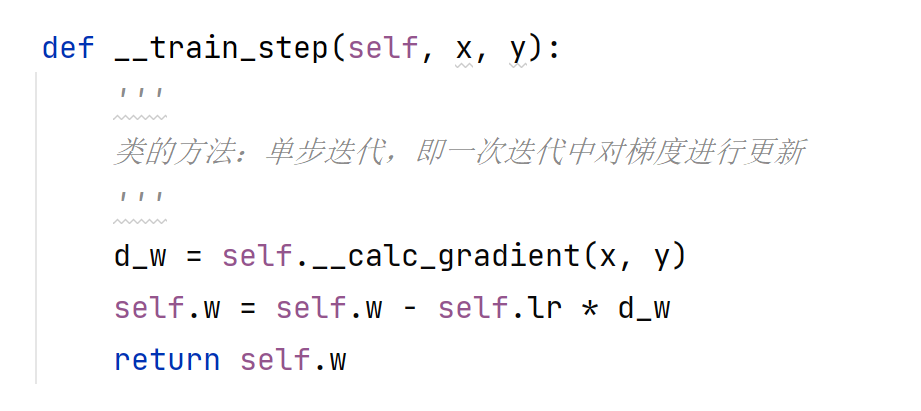 def __train_step(self, x, y):
'''
类的方法：单步迭代，即一次迭代中对梯度进行更新
'''
d_w = self.__calc_gradient(x, y)
self.w = self.w - self.lr * d_w
return self.w